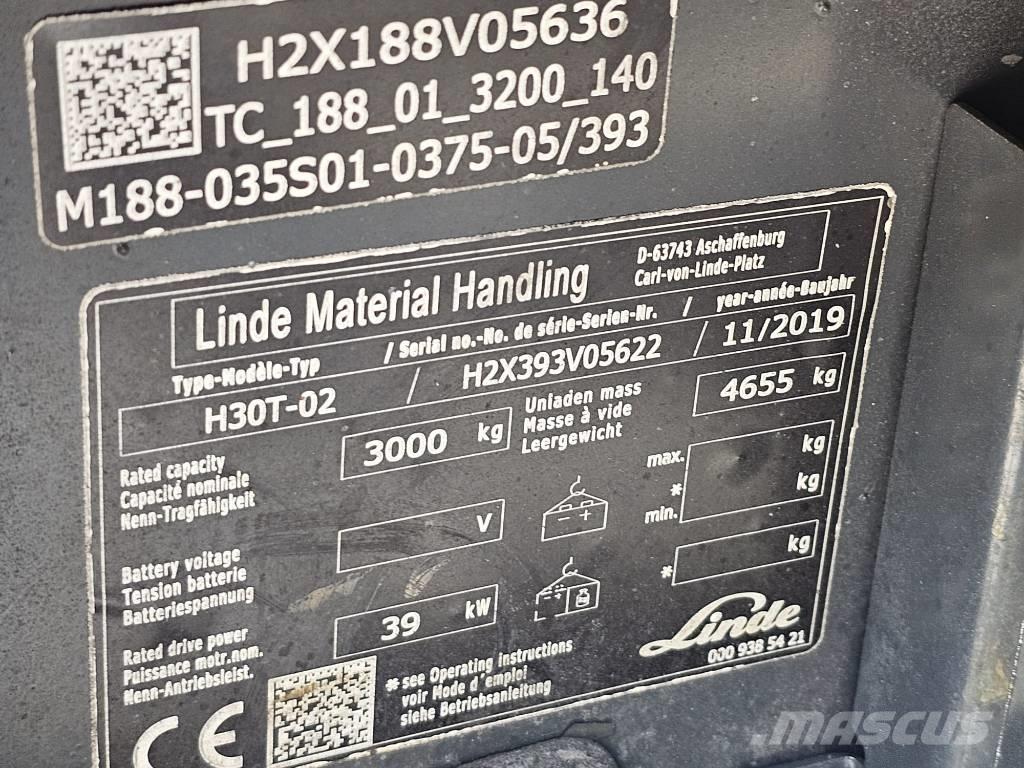 H2X188V05636
TC_188_01_3200_140
M188-035S01-0375-05/393
Linde Material Handling
D-63743 Aschaffenburg
Carl-von-Linde-Platz
Type-Modèle-Typ / Serial no.-No. de série-Serien-Nr. / year-année-Baujahr
H30T-02 / H2X393V05622 / 11/2019
Rated capacity
Capacité nominale
Nenn-Tragfähigkeit
3000 kg
Unladen mass
Masse à vide
Leergewicht
4655 kg
Battery voltage
Tension batterie
Batteriespannung
V
max. kg
*
min. kg
Rated drive power
Puissance motr.nom.
Nenn-Antriebsleist.
39 kW
* kg
CE
* see Operating instructions
voir Mode d'emploi
siehe Betriebsanleitung
Linde
000 938 54 21
MASCUS